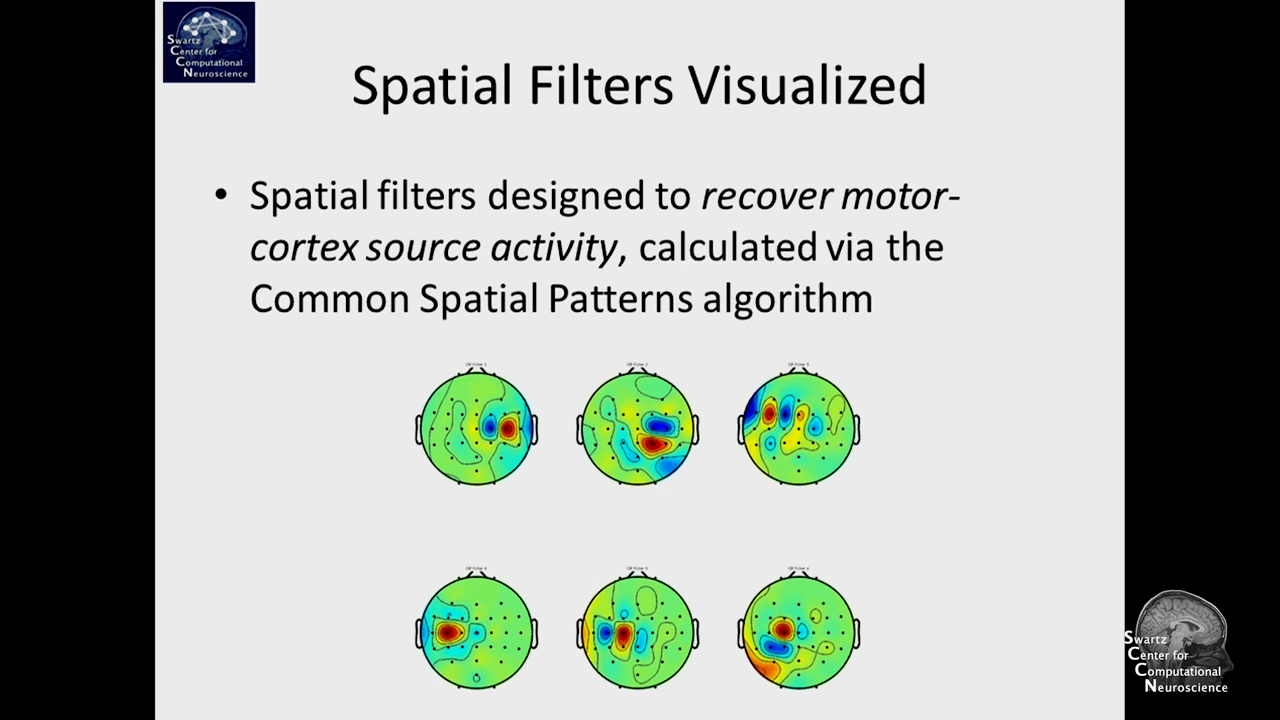 Swartz
Center for
Computational
Neuroscience
Spatial Filters Visualized
• Spatial filters designed to recover motor-
cortex source activity, calculated via the
Common Spatial Patterns algorithm
Swartz
Center for
Computational
Neuroscience